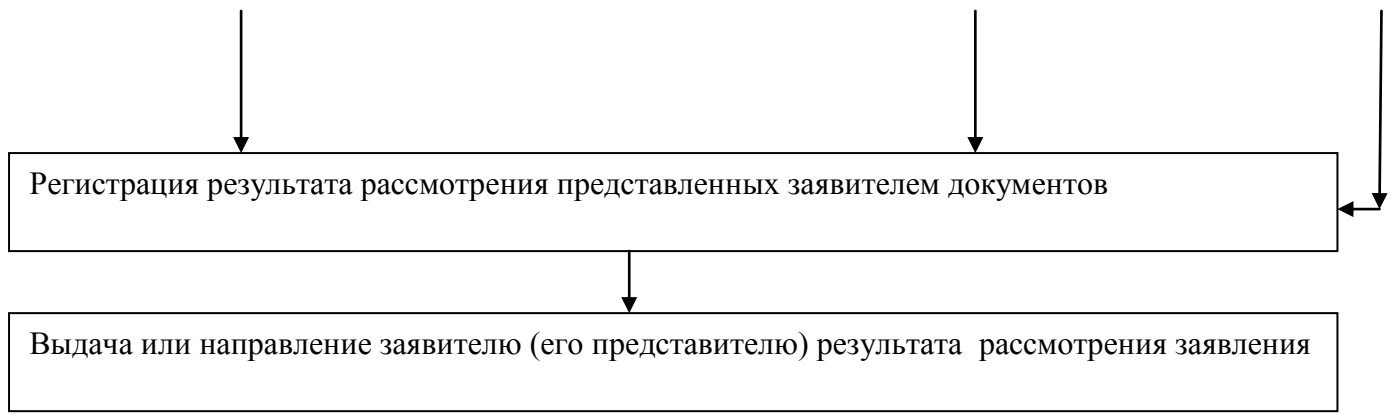 Регистрация результата рассмотрения представленных заявителем документов
Выдача или направление заявителю (его представителю) результата  рассмотрения заявления